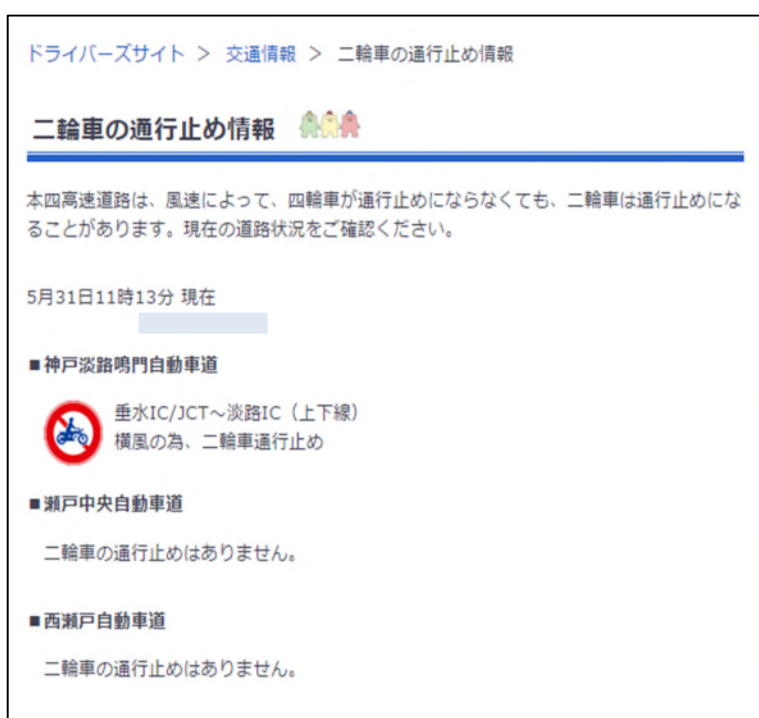 ドライバーズサイト ＞ 交通情報 ＞ 二輪車の通行止め情報
二輪車の通行止め情報
本四高速道路は、風速によって、四輪車が通行止めにならなくても、二輪車は通行止めにな
ることがあります。現在の道路状況をご確認ください。
5月31日11時13分 現在
■神戸淡路鳴門自動車道
垂水IC/JCT～淡路IC（上下線）
横風の為、二輪車通行止め
■瀬戸中央自動車道
二輪車の通行止めはありません。
■西瀬戸自動車道
二輪車の通行止めはありません。